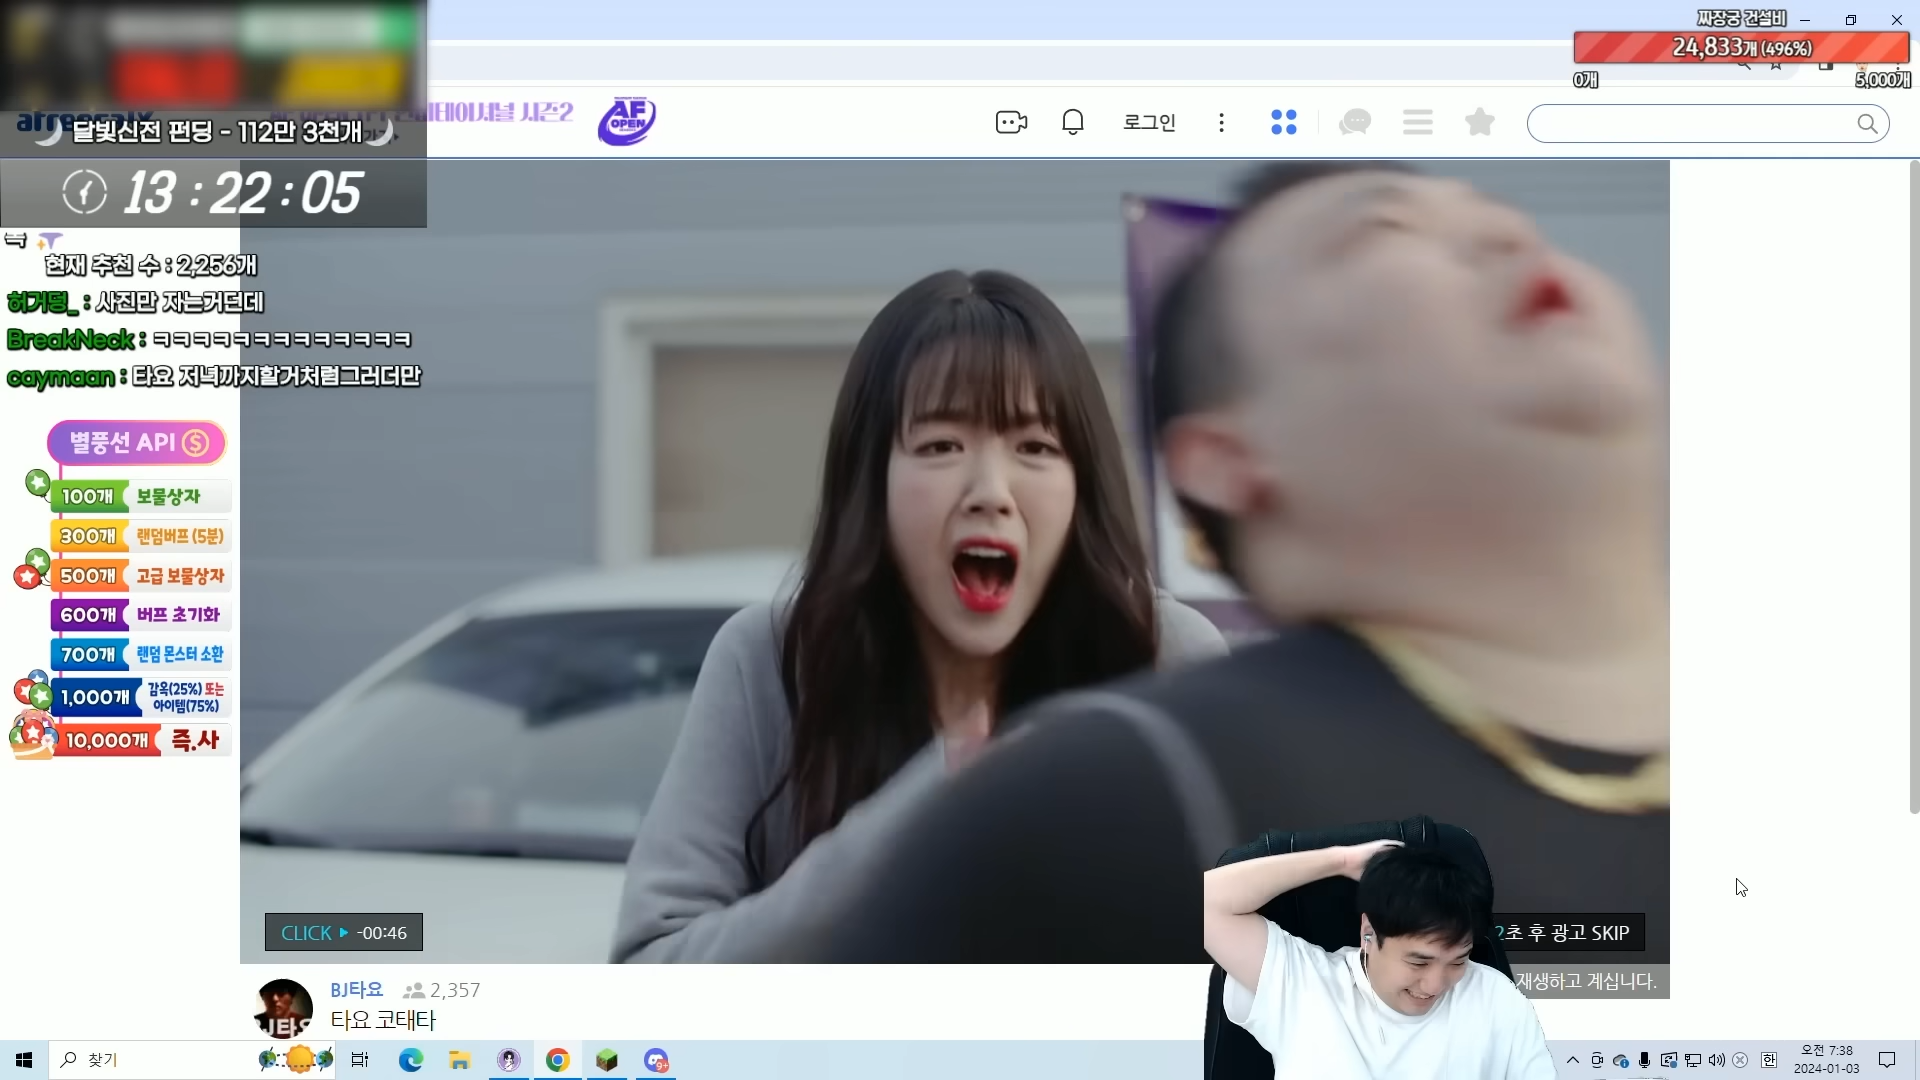 짜장궁 건설비
24,833개 (496%)
0개
5,000개
달빛신전 펀딩 - 112만 3천개
AF OPEN
로그인
13 : 22 : 05
현재 추천 수 : 2,256개
허거덩_ : 사진만 자는거던데
BreakNeck : ㅋㅋㅋㅋㅋㅋㅋㅋㅋㅋㅋㅋㅋ
caymaan : 타요 저녁까지할거처럼그러더만
별풍선 API $
100개 보물상자
300개 랜덤버프 (5분)
500개 고급 보물상자
600개 버프 초기화
700개 랜덤 몬스터 소환
1,000개 감옥(25%) 또는
아이템(75%)
10,000개 즉.사
CLICK -00:46
2초 후 광고 SKIP
재생하고 계십니다.
BJ타요 2,357
타요 코태타
찾기
9+
한
오전 7:38
2024-01-03